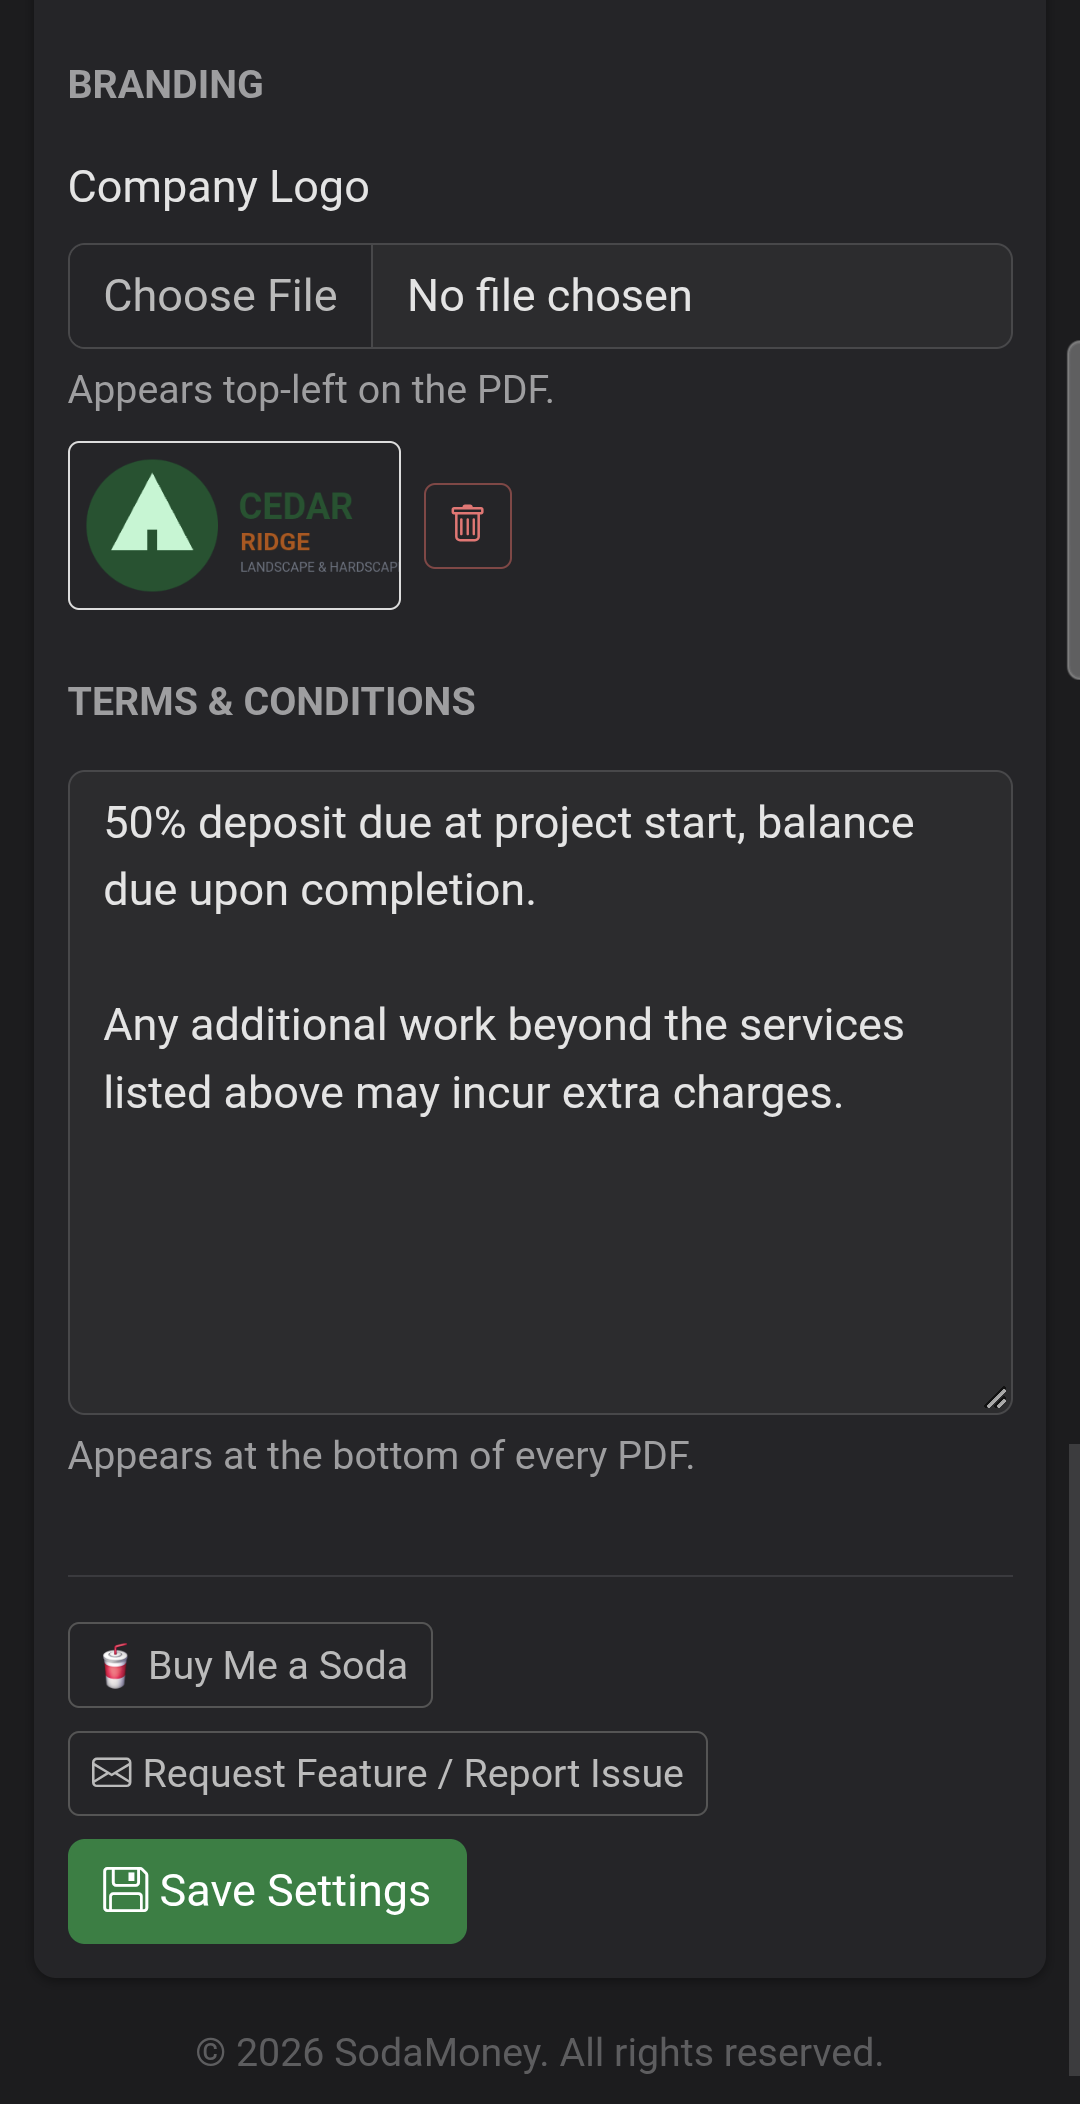 BRANDING
Company Logo
Choose File
No file chosen
Appears top-left on the PDF.
CEDAR
RIDGE
LANDSCAPE & HARDSCAP
TERMS & CONDITIONS
50% deposit due at project start, balance
due upon completion.
Any additional work beyond the services
listed above may incur extra charges.
Appears at the bottom of every PDF.
Buy Me a Soda
Request Feature / Report Issue
Save Settings
© 2026 SodaMoney. All rights reserved.